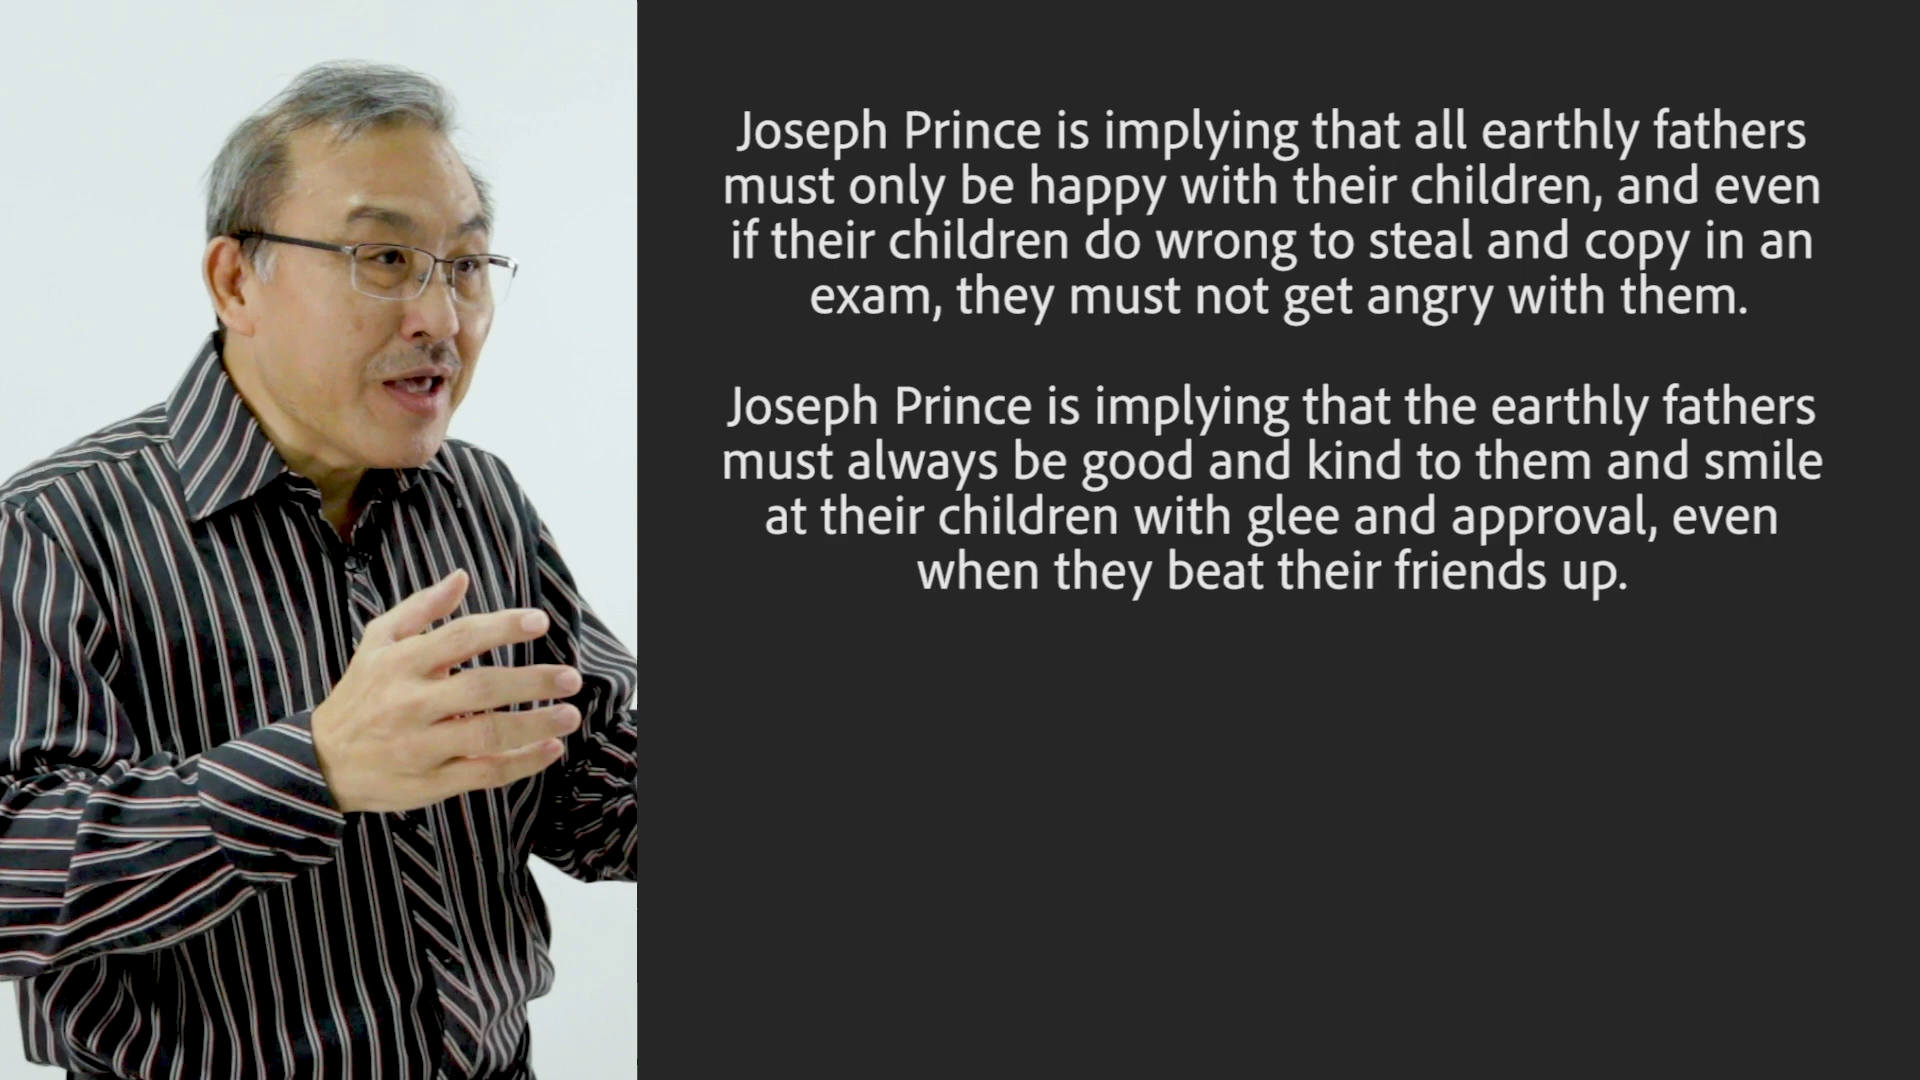 Joseph Prince is implying that all earthly fathers
must only be happy with their children, and even
if their children do wrong to steal and copy in an
exam, they must not get angry with them.
Joseph Prince is implying that the earthly fathers
must always be good and kind to them and smile
at their children with glee and approval, even
when they beat their friends up.